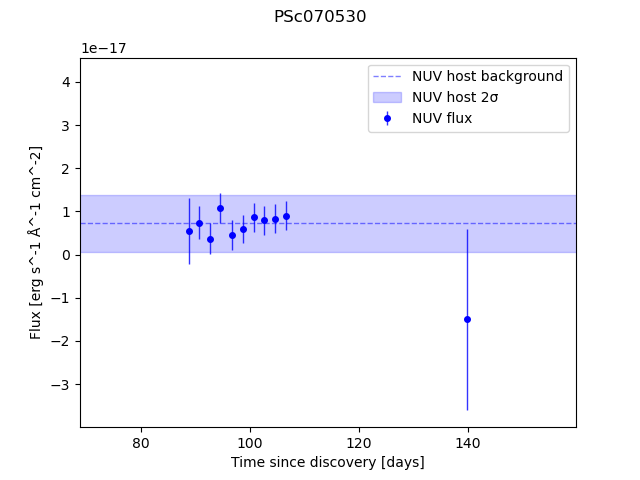 PSc070530
1e−17
NUV host background
NUV host 2σ
NUV flux
4
3
2
1
0
−1
−2
−3
Flux [erg s^-1 Å^-1 cm^-2]
80
100
120
140
Time since discovery [days]